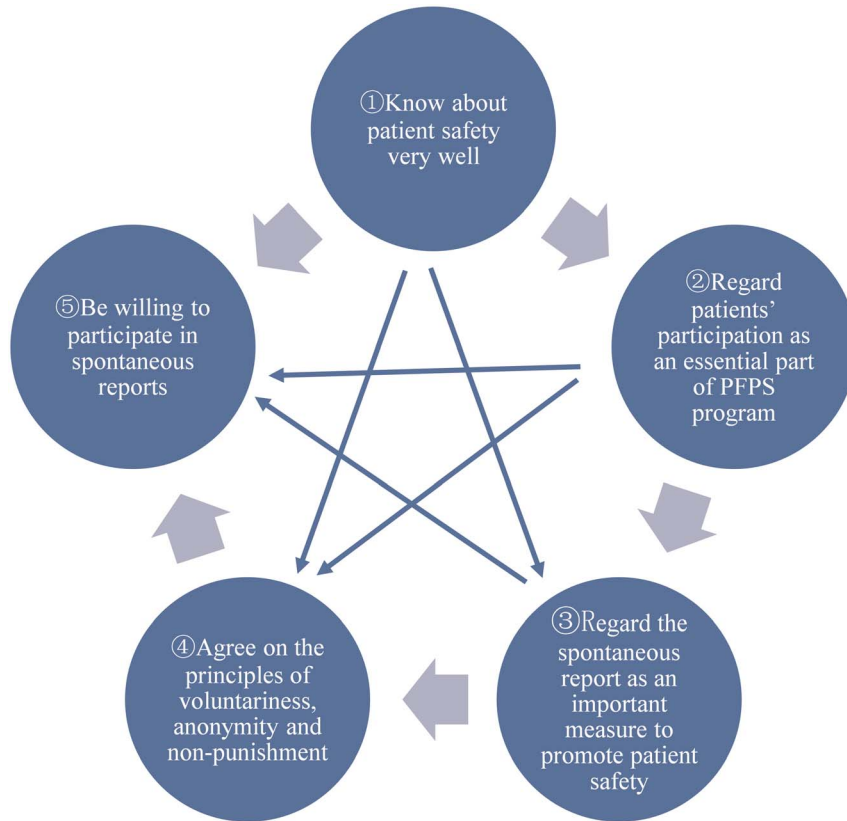 ①Know about
patient safety
very well
②Regard
patients’
participation as
an essential part
of PFPS
program
③Regard the
spontaneous
report as an
important
measure to
promote patient
safety
④Agree on the
principles of
voluntariness,
anonymity and
non-punishment
⑤Be willing to
participate in
spontaneous
reports